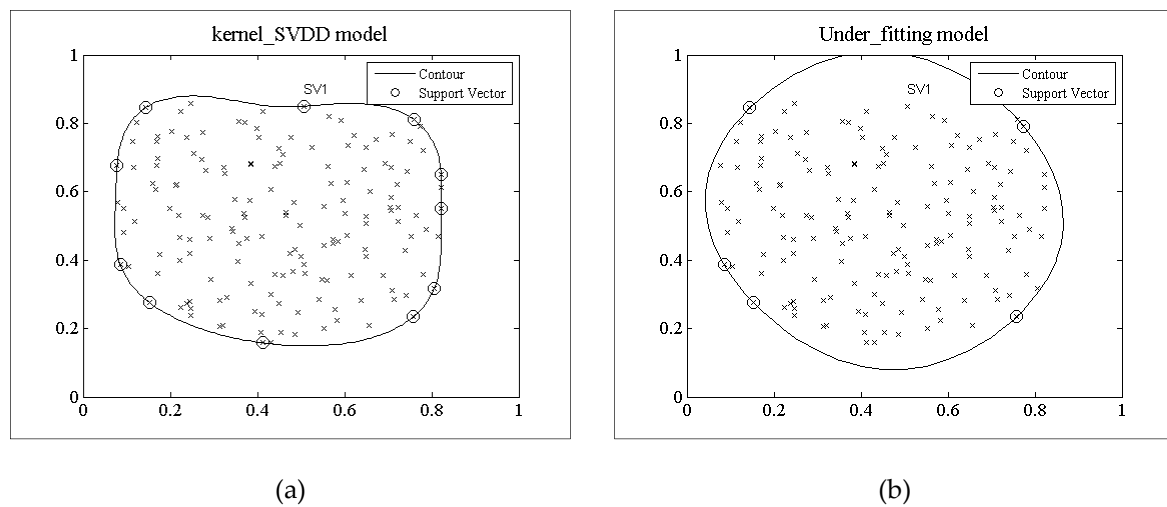 kernel_SVDD model
Contour
Support Vector
SV1
1
0.8
0.6
0.4
0.2
0
0 0.2 0.4 0.6 0.8 1
(a)
Under_fitting model
Contour
Support Vector
SV1
1
0.8
0.6
0.4
0.2
0
0 0.2 0.4 0.6 0.8 1
(b)